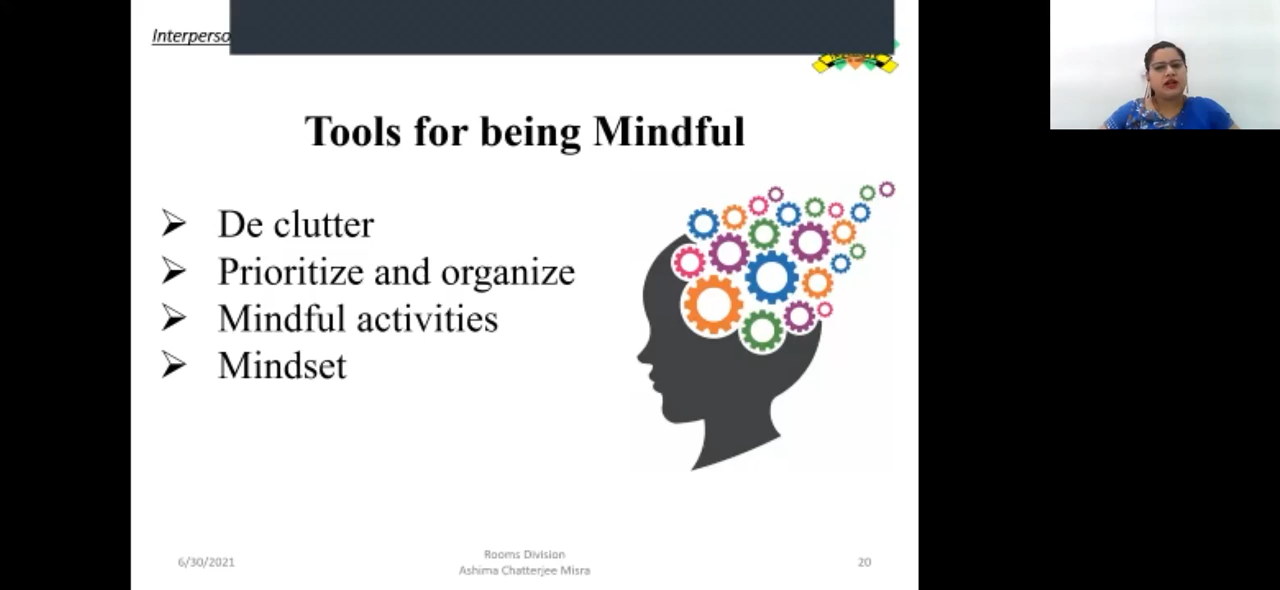 Interperso
Tools for being Mindful
➢ De clutter
➢ Prioritize and organize
➢ Mindful activities
➢ Mindset
6/30/2021
Rooms Division
Ashima Chatterjee Misra
20